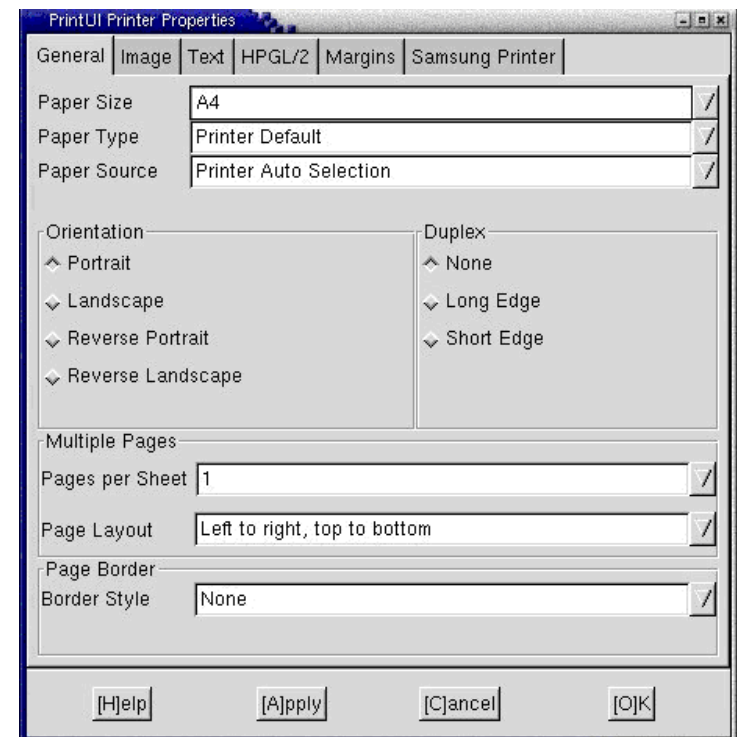 PrintUI Printer Properties
General Image Text HPGL/2 Margins Samsung Printer
Paper Size A4
Paper Type Printer Default
Paper Source Printer Auto Selection
Orientation Duplex
Portrait None
Landscape Long Edge
Reverse Portrait Short Edge
Reverse Landscape
Multiple Pages
Pages per Sheet 1
Page Layout Left to right, top to bottom
Page Border
Border Style None
[H]elp [A]pply [C]ancel [O]K